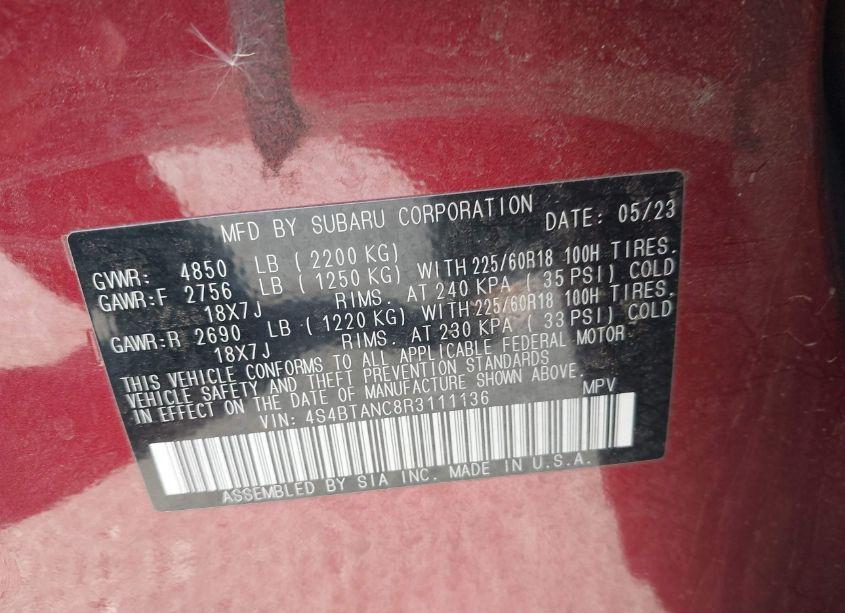 MFD BY SUBARU CORPORATION DATE: 05/23
GVWR: 4850 LB ( 2200 KG)
GAWR:F 2756 LB ( 1250 KG) WITH 225/60R18 100H TIRES.
18X7J RIMS. AT 240 KPA ( 35 PSI) COLD
GAWR:R 2690 LB ( 1220 KG) WITH 225/60R18 100H TIRES.
18X7J RIMS. AT 230 KPA ( 33 PSI) COLD
THIS VEHICLE CONFORMS TO ALL APPLICABLE FEDERAL MOTOR
VEHICLE SAFETY AND THEFT PREVENTION STANDARDS
IN EFFECT ON THE DATE OF MANUFACTURE SHOWN ABOVE.
VIN: 4S4BTANC8R3111136 MPV
ASSEMBLED BY SIA INC. MADE IN U.S.A.